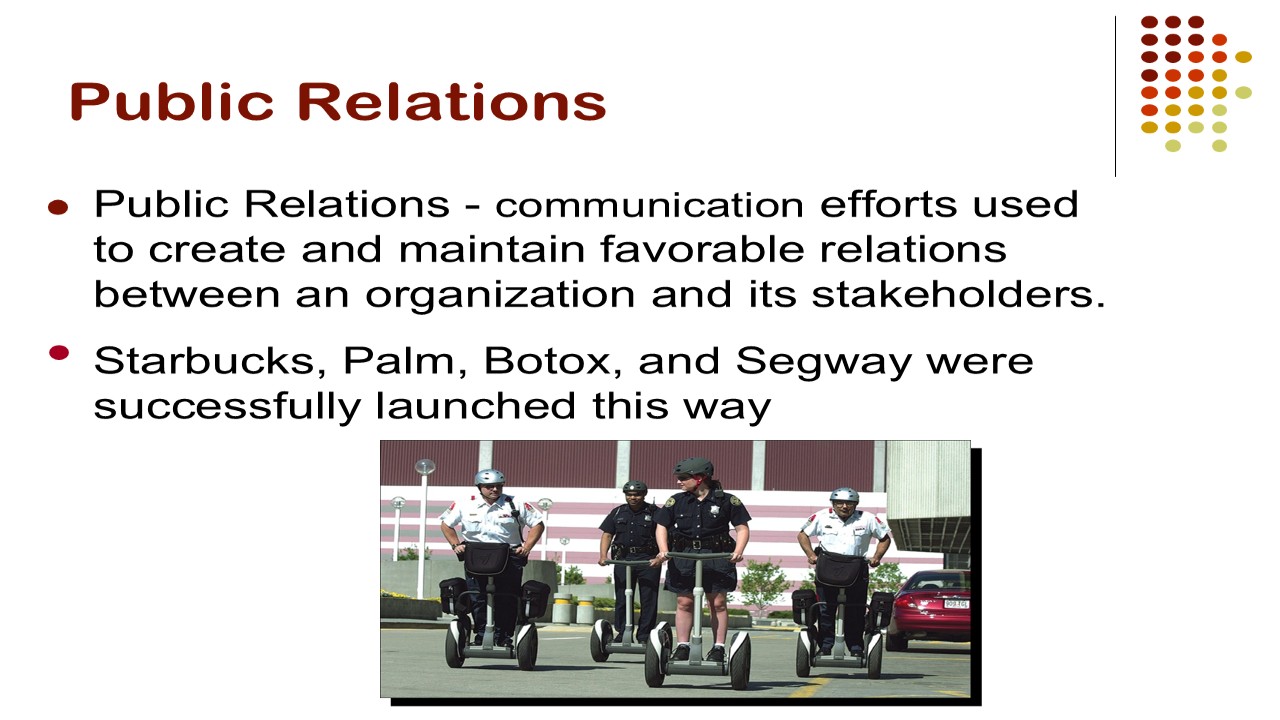 Public Relations
Public Relations - communication efforts used
to create and maintain favorable relations
between an organization and its stakeholders.
Starbucks, Palm, Botox, and Segway were
successfully launched this way